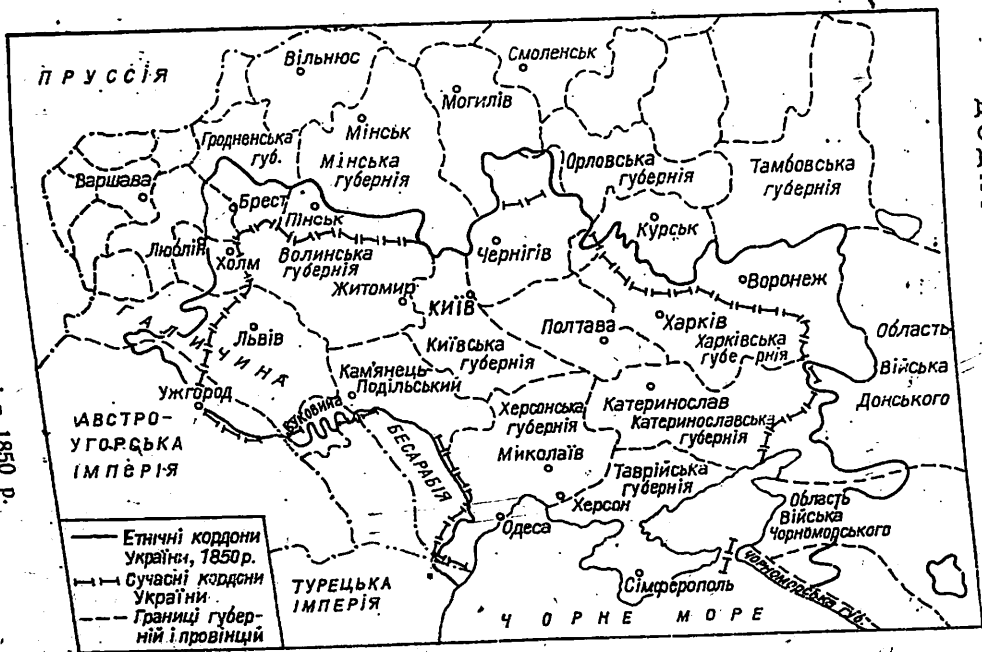 ПРУССІЯ
Вільнюс
Смоленськ
Могилів
Мінськ
Гродненська
губ.
Мінська
губернія
Орловська
губернія
Тамбовська
губернія
Варшава
Брест
Пінськ
Курськ
Чернігів
Люблін
Холм
Волинська
губернія
Воронеж
Житомир
КИЇВ
Полтава
Харків
Харківська
губернія
Область
Війська
Донського
ГАЛИЧИНА
Львів
Київська
губернія
Кам'янець-
Подільський
Ужгород
Буковина
Херсонська
губернія
Катеринослав
Катеринославська
губернія
АВСТРО-
УГОРСЬКА
ІМПЕРІЯ
БЕСАРАБІЯ
Миколаїв
Таврійська
губернія
Херсон
Одеса
Область
Війська
Чорноморського
Чорноморська губ.
Сімферополь
ТУРЕЦЬКА
ІМПЕРІЯ
ЧОРНЕ МОРЕ
Етнічні кордони
України, 1850р.
Сучасні кордони
України
Границі губер-
ній і провінцій
1850 р.